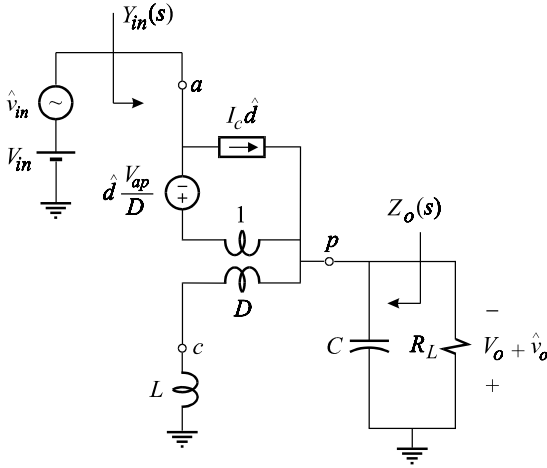 Y_in(s)
a
v̂_in
~
I_c d̂
V_in
d̂ V_ap/D
−
+
1
Z_o(s)
p
D
−
c
C
R_L
V_o + v̂_o
L
+